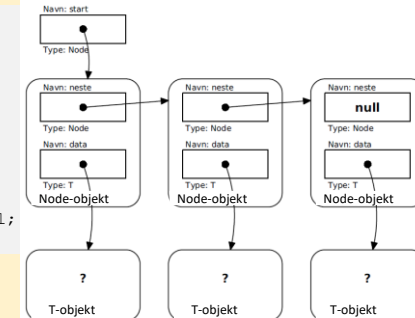 Navn: start
Type: Node
Navn: neste Navn: neste Navn: neste
null
Type: Node Type: Node Type: Node
Navn: data Navn: data Navn: data
Type: T Type: T Type: T
Node-objekt Node-objekt Node-objekt
;
? ? ?
T-objekt T-objekt T-objekt